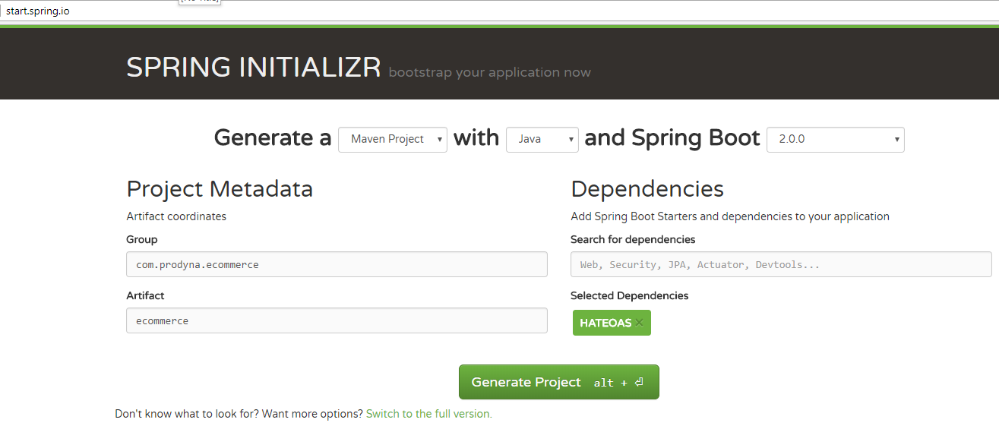 start.spring.io
SPRING INITIALIZR bootstrap your application now
Generate a Maven Project with Java and Spring Boot 2.0.0
Project Metadata
Artifact coordinates
Group
com.prodyna.ecommerce
Artifact
ecommerce
Dependencies
Add Spring Boot Starters and dependencies to your application
Search for dependencies
Web, Security, JPA, Actuator, Devtools...
Selected Dependencies
HATEOAS ×
Generate Project alt + ⏎
Don't know what to look for? Want more options? Switch to the full version.